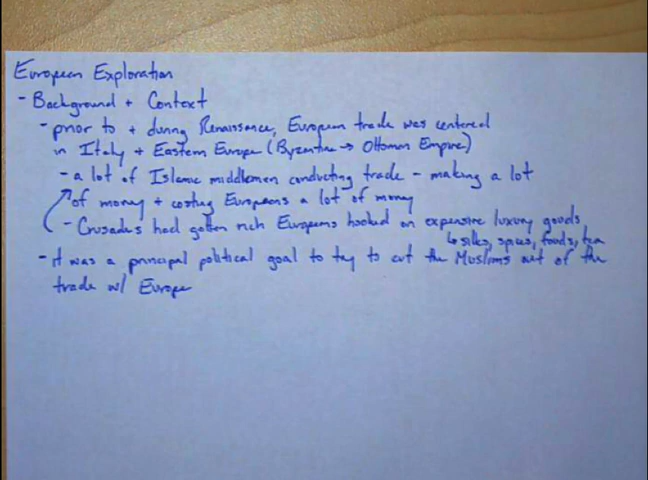 European Exploration
- Background + Context
- prior to + during Renaissance, European trade was centered
in Italy + Eastern Europe (Byzantine → Ottoman Empire)
- a lot of Islamic middlemen conducting trade - making a lot
of money + costing Europeans a lot of money
- Crusades had gotten rich Europeans hooked on expensive luxury goods
↳ silks, spices, foods, tea
- it was a principal political goal to try to cut the Muslims out of the
trade w/ Europe